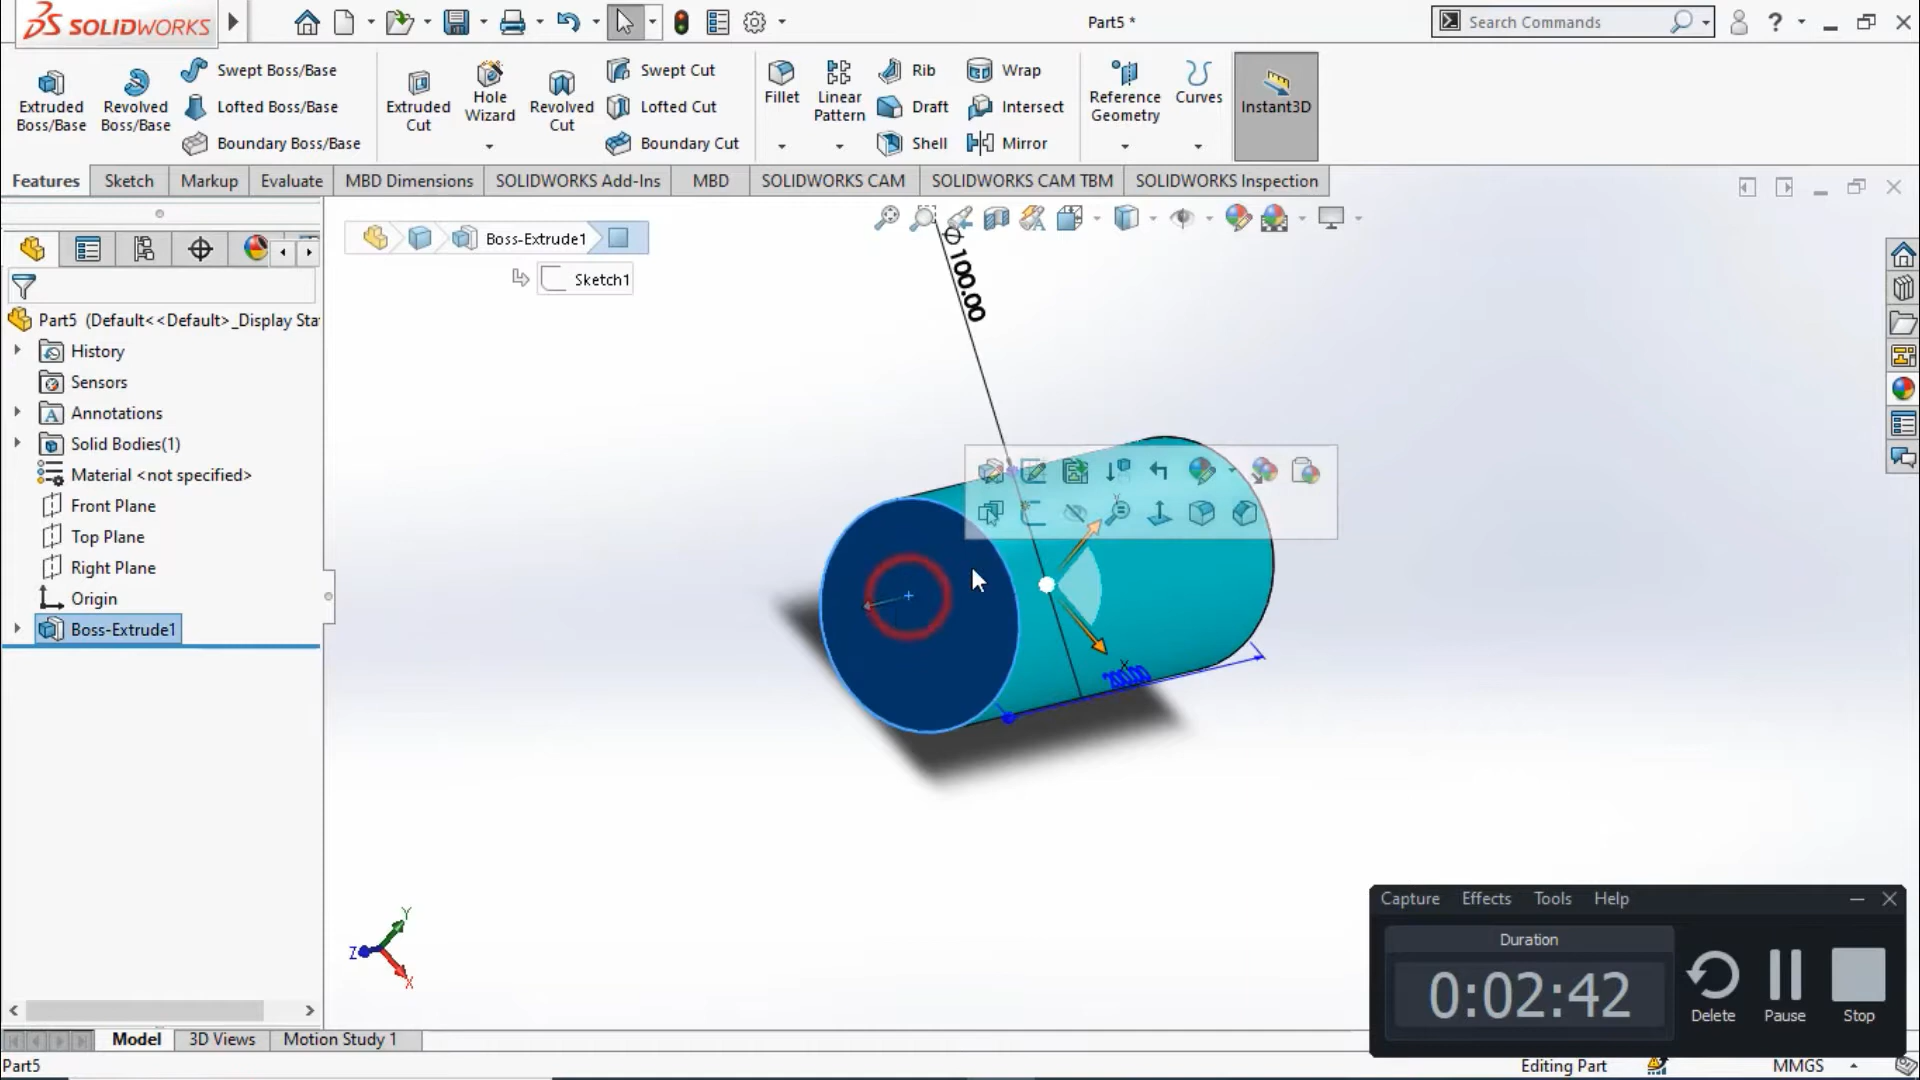 SOLIDWORKS
Part5 *
Search Commands
?
Extruded Boss/Base
Revolved Boss/Base
Swept Boss/Base
Lofted Boss/Base
Boundary Boss/Base
Extruded Cut
Hole Wizard
Revolved Cut
Swept Cut
Lofted Cut
Boundary Cut
Fillet
Linear Pattern
Rib
Draft
Shell
Wrap
Intersect
Mirror
Reference Geometry
Curves
Instant3D
Features
Sketch
Markup
Evaluate
MBD Dimensions
SOLIDWORKS Add-Ins
MBD
SOLIDWORKS CAM
SOLIDWORKS CAM TBM
SOLIDWORKS Inspection
Boss-Extrude1
Sketch1
Part5 (Default<<Default>_Display Sta
History
Sensors
Annotations
Solid Bodies(1)
Material <not specified>
Front Plane
Top Plane
Right Plane
Origin
Boss-Extrude1
Ø100.00
Y
X
200.00
Y
Z
X
Capture
Effects
Tools
Help
Duration
0:02:42
Delete
Pause
Stop
Model
3D Views
Motion Study 1
Part5
Editing Part
MMGS